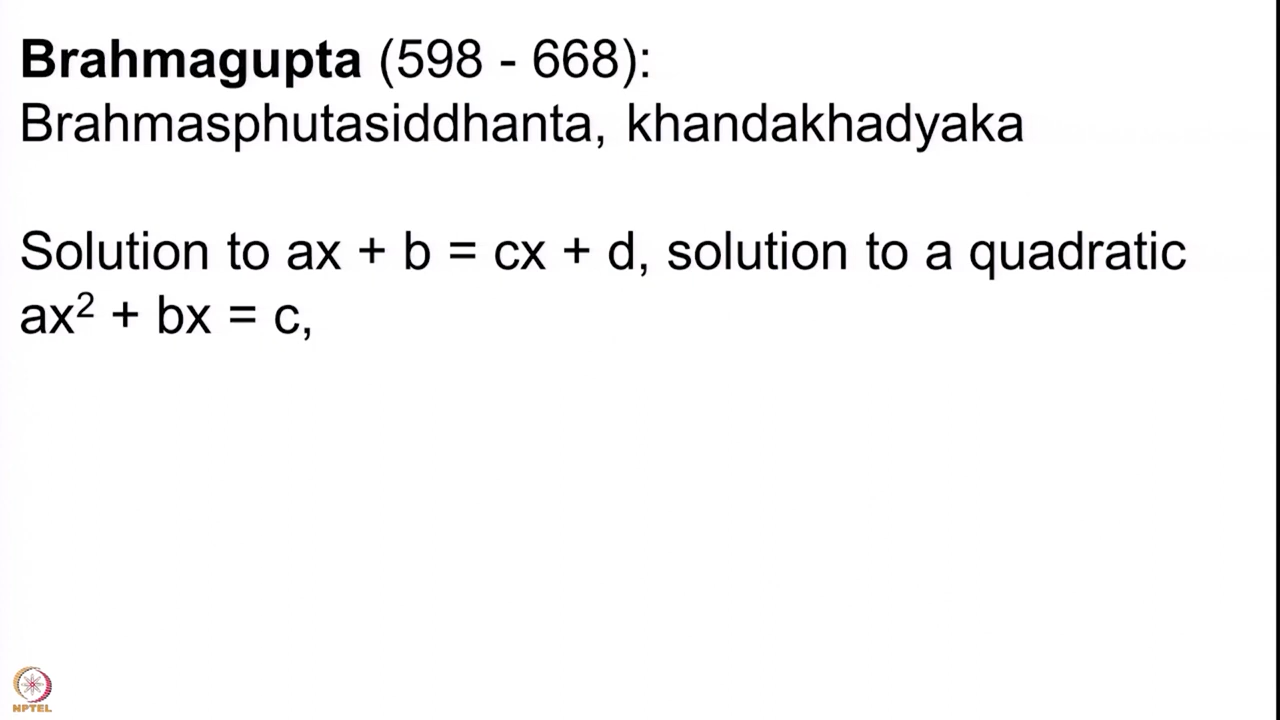 Brahmagupta (598 - 668):
Brahmasphutasiddhanta, khandakhadyaka
Solution to ax + b = cx + d, solution to a quadratic
ax² + bx = c,
NPTEL